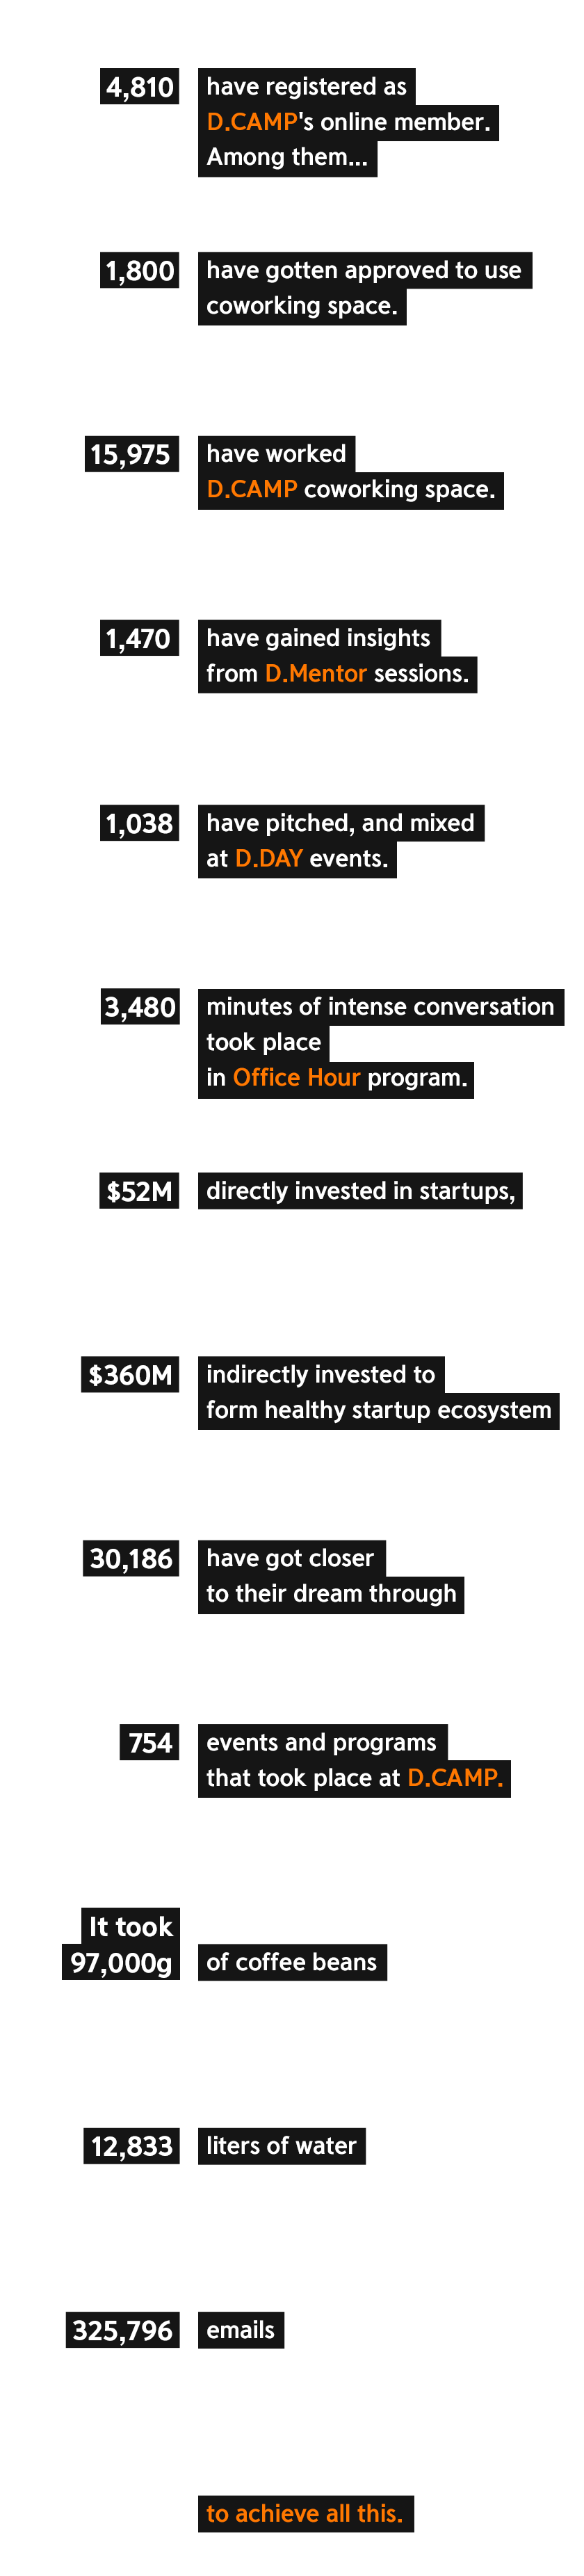 4,810 have registered as
D.CAMP's online member.
Among them...
1,800 have gotten approved to use
coworking space.
15,975 have worked
D.CAMP coworking space.
1,470 have gained insights
from D.Mentor sessions.
1,038 have pitched, and mixed
at D.DAY events.
3,480 minutes of intense conversation
took place
in Office Hour program.
$52M directly invested in startups,
$360M indirectly invested to
form healthy startup ecosystem
30,186 have got closer
to their dream through
754 events and programs
that took place at D.CAMP.
It took
97,000g of coffee beans
12,833 liters of water
325,796 emails
to achieve all this.